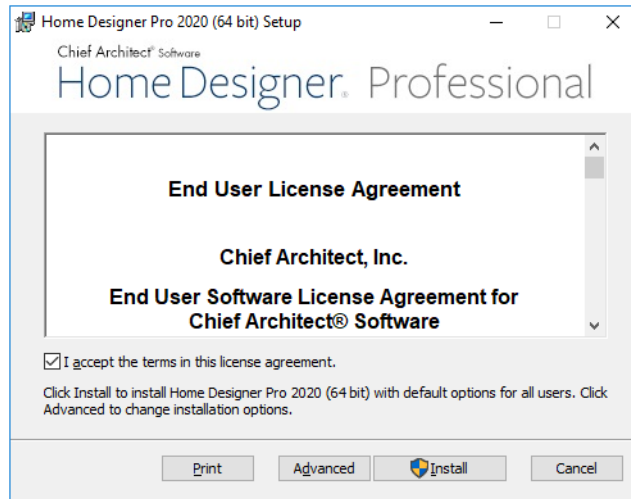 Home Designer Pro 2020 (64 bit) Setup
Chief Architect® Software
Home Designer® Professional
End User License Agreement
Chief Architect, Inc.
End User Software License Agreement for
Chief Architect® Software
I accept the terms in this license agreement.
Click Install to install Home Designer Pro 2020 (64 bit) with default options for all users. Click
Advanced to change installation options.
Print Advanced Install Cancel